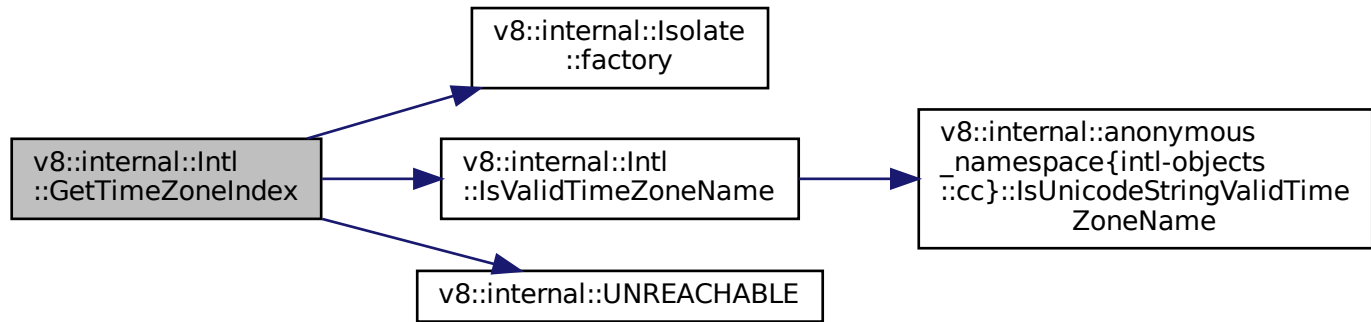 v8::internal::Isolate
::factory
v8::internal::Intl
::GetTimeZoneIndex
v8::internal::Intl
::IsValidTimeZoneName
v8::internal::anonymous
_namespace{intl-objects
::cc}::IsUnicodeStringValidTime
ZoneName
v8::internal::UNREACHABLE